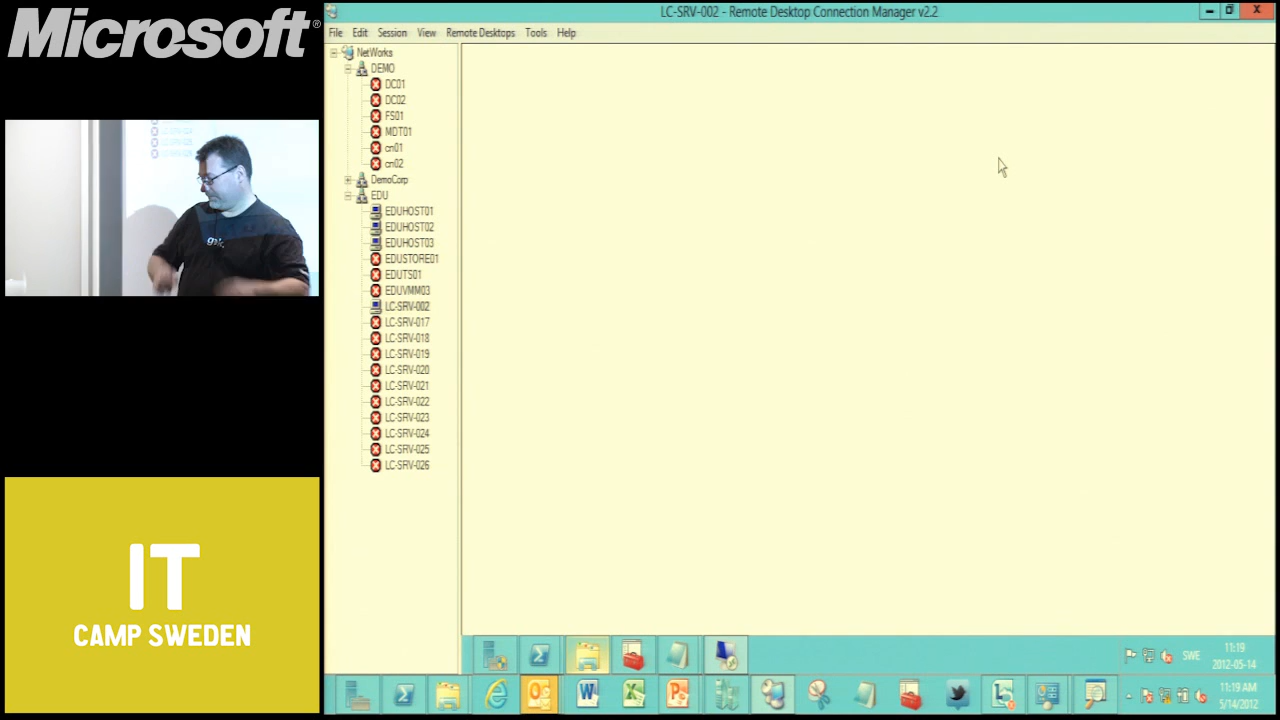 Microsoft®
LC-SRV-002 - Remote Desktop Connection Manager v2.2
File Edit Session View Remote Desktops Tools Help
NetWorks
DEMO
DC01
DC02
FS01
MDT01
cn01
cn02
DemoCorp
EDU
EDUHOST01
EDUHOST02
EDUHOST03
EDUSTORE01
EDUTS01
EDUVMM03
LC-SRV-002
LC-SRV-017
LC-SRV-018
LC-SRV-019
LC-SRV-020
LC-SRV-021
LC-SRV-022
LC-SRV-023
LC-SRV-024
LC-SRV-025
LC-SRV-026
IT
CAMP SWEDEN
SWE
11:19
2012-05-14
11:19 AM
5/14/2012